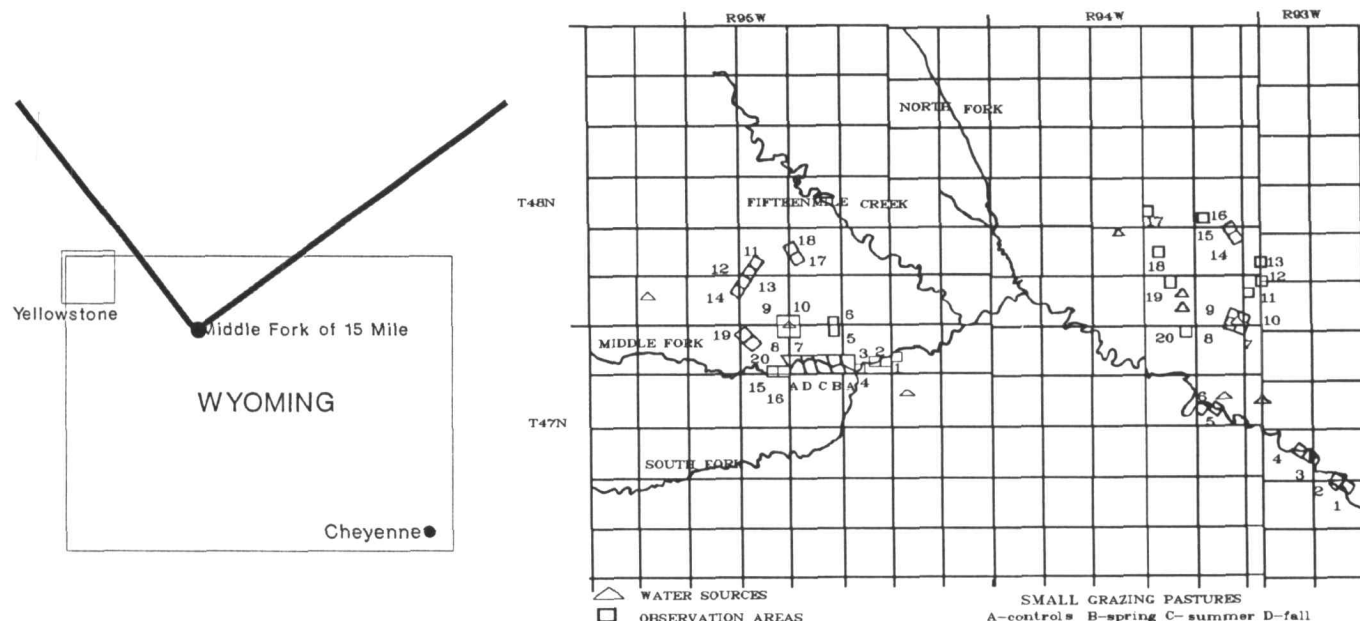 Yellowstone
Middle Fork of 15 Mile
WYOMING
Cheyenne
R95W R94W R93W
NORTH FORK
T48N
FIFTEENMILE CREEK
18
11
17
12
13
14
9 10
6
19
8 7
5
MIDDLE FORK
3 2
20
4 1
15
16
A D C B A
T47N
SOUTH FORK
16
17
15
14
18
13
12
19
11
9
10
20 8
6
5
4
3
2
1
WATER SOURCES
OBSERVATION AREAS
SMALL GRAZING PASTURES
A-controls B-spring C-summer D-fall